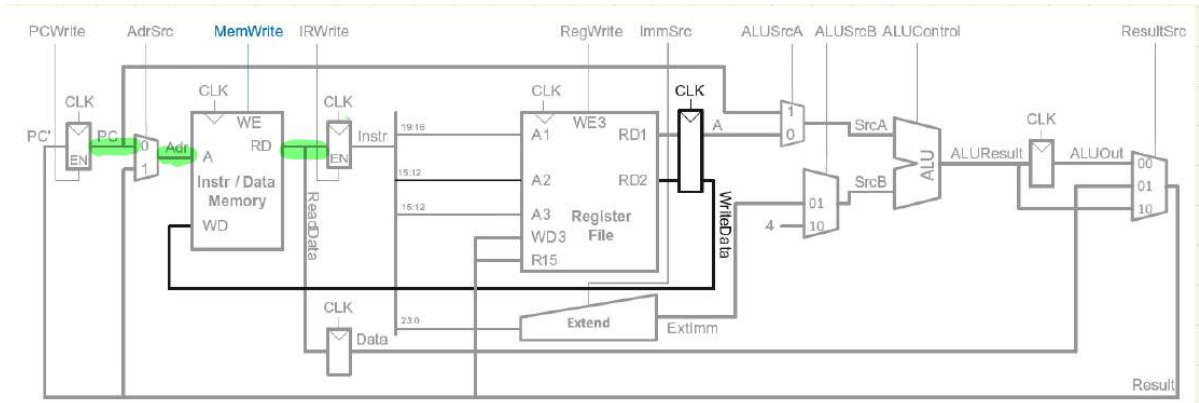 PCWrite AdrSrc MemWrite IRWrite RegWrite ImmSrc ALUSrcA ALUSrcB ALUControl ResultSrc
CLK CLK CLK CLK CLK CLK
PC' PC EN 0 1 Adr
WE
A RD
Instr / Data
Memory
WD
EN Instr
ReadData
CLK
Data
19:16
15:12
15:12
23:0
WE3
A1 RD1
A2 RD2
A3 Register
WD3 File
R15
Extend
ExtImm
A
WriteData
1
0
SrcA
01
4 10
SrcB
ALU
ALUResult
ALUOut
00
01
10
Result